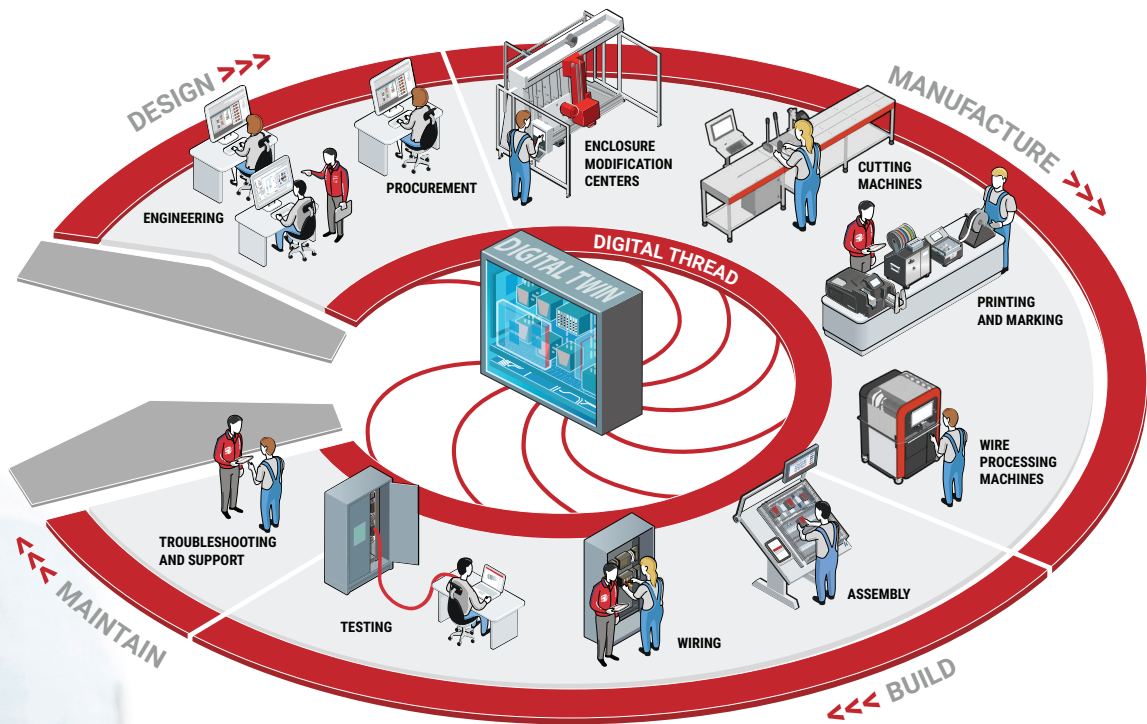 DESIGN >>>
ENGINEERING
PROCUREMENT
ENCLOSURE
MODIFICATION
CENTERS
MANUFACTURE >>>
CUTTING
MACHINES
PRINTING
AND MARKING
WIRE
PROCESSING
MACHINES
DIGITAL THREAD
DIGITAL TWIN
ASSEMBLY
<<< BUILD
WIRING
TESTING
TROUBLESHOOTING
AND SUPPORT
<<< MAINTAIN